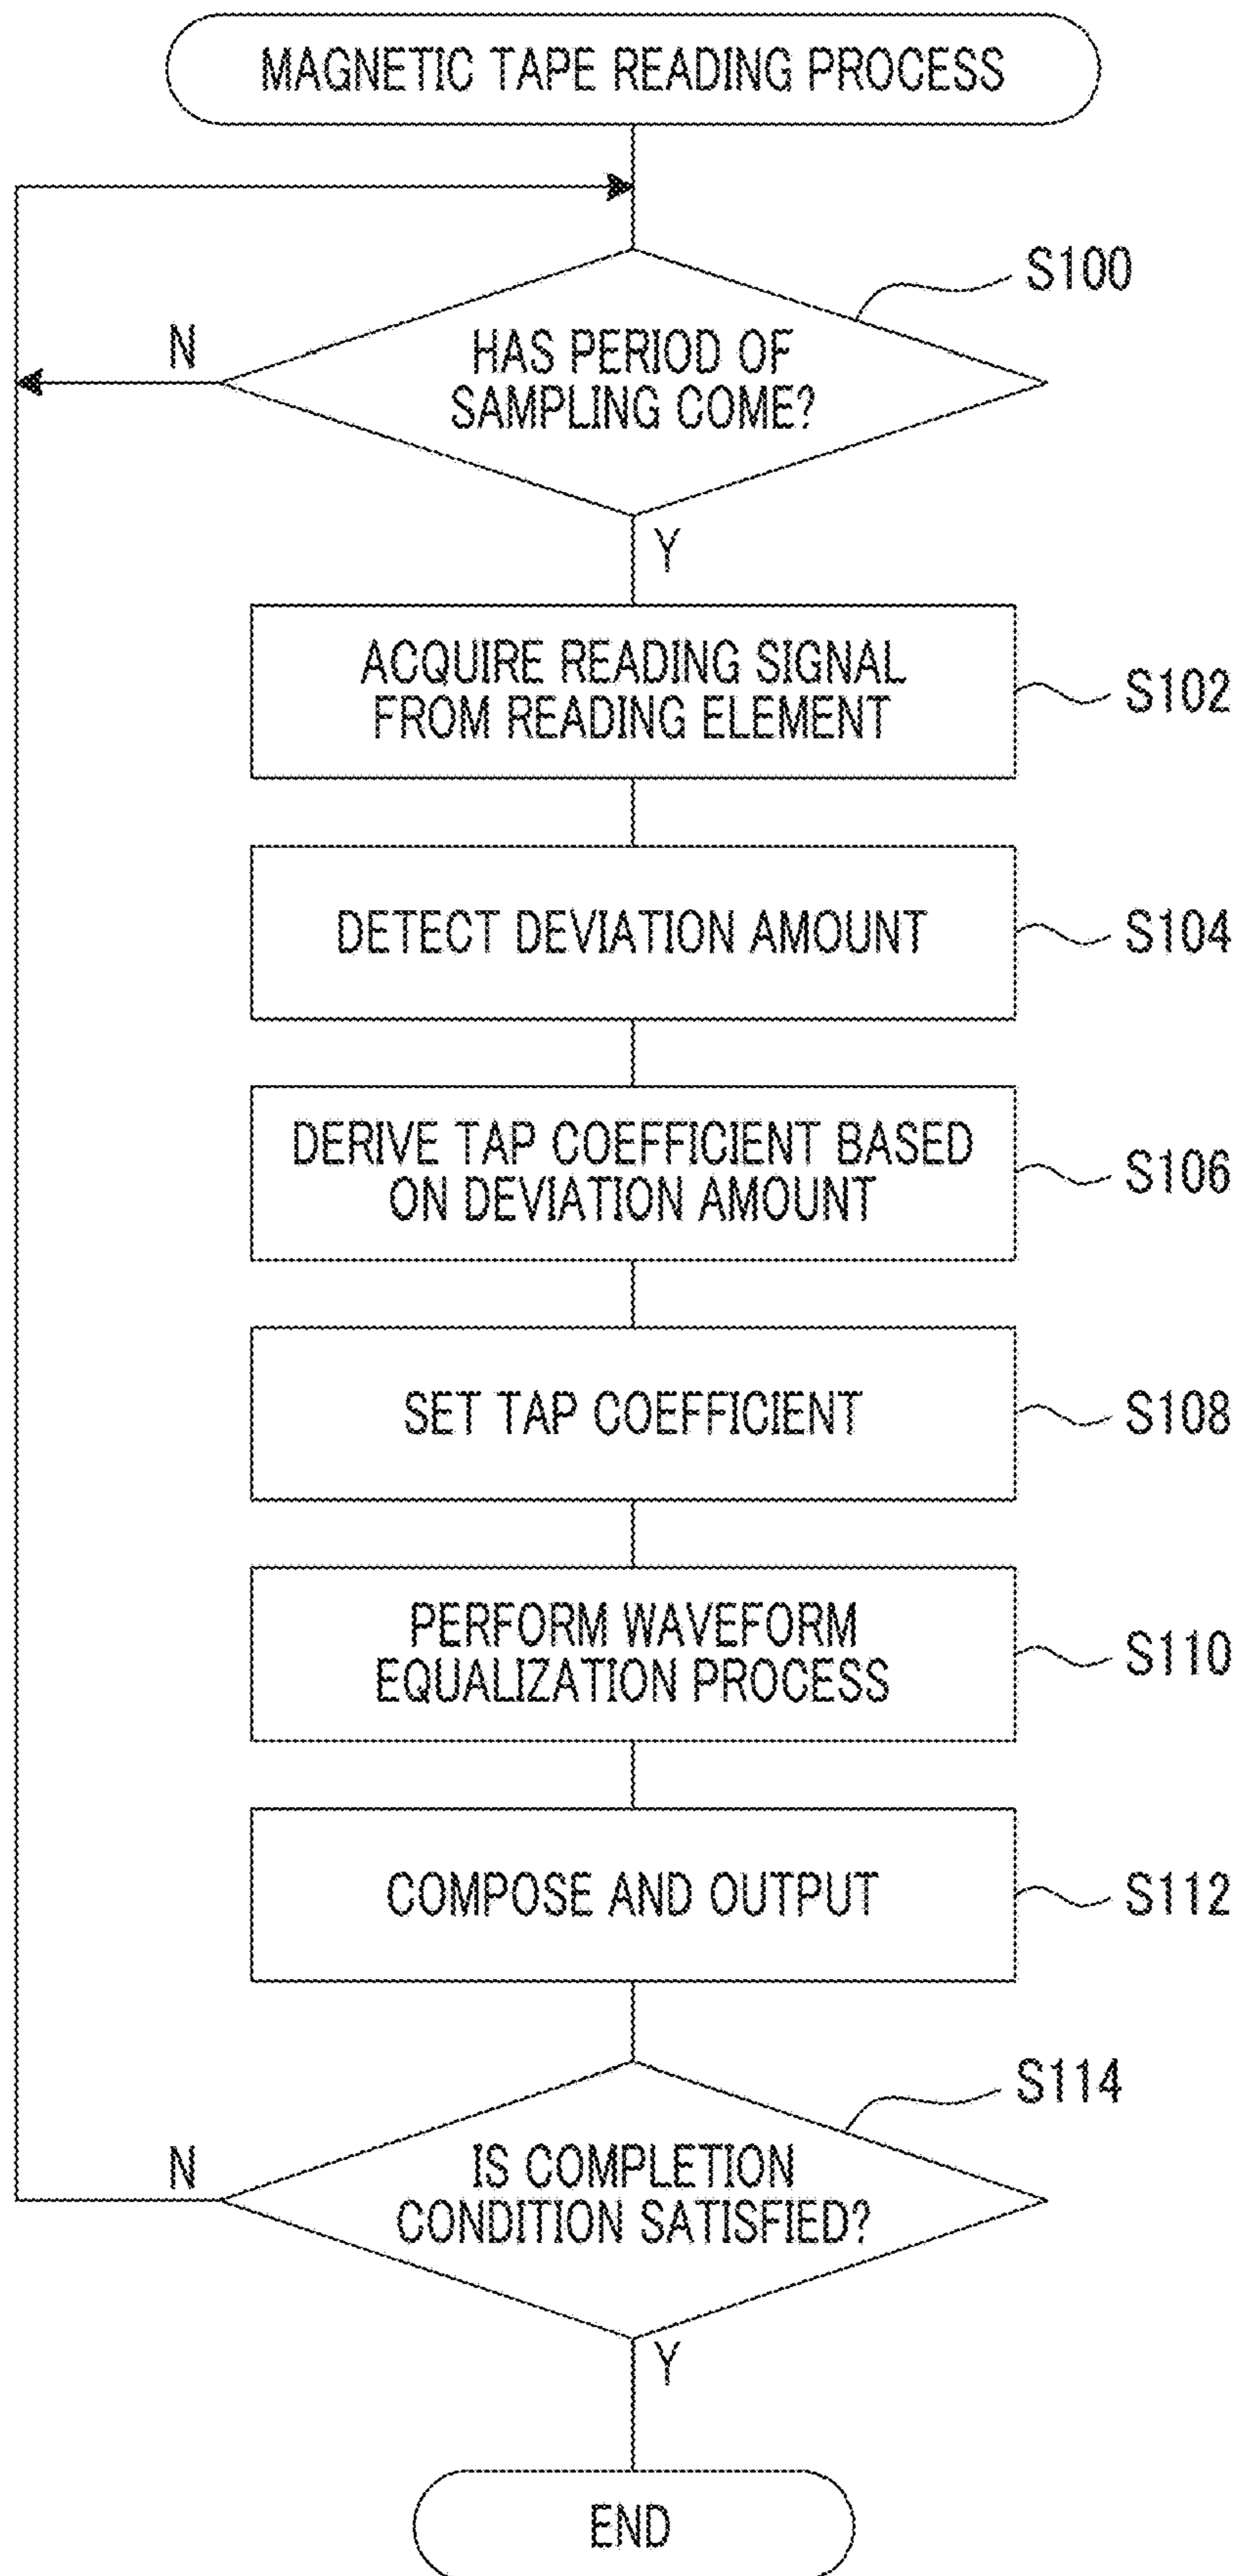 MAGNETIC TAPE READING PROCESS
S100
HAS PERIOD OF
SAMPLING COME?
N
Y
ACQUIRE READING SIGNAL
FROM READING ELEMENT
S102
DETECT DEVIATION AMOUNT
S104
DERIVE TAP COEFFICIENT BASED
ON DEVIATION AMOUNT
S106
SET TAP COEFFICIENT
S108
PERFORM WAVEFORM
EQUALIZATION PROCESS
S110
COMPOSE AND OUTPUT
S112
S114
IS COMPLETION
CONDITION SATISFIED?
N
Y
END